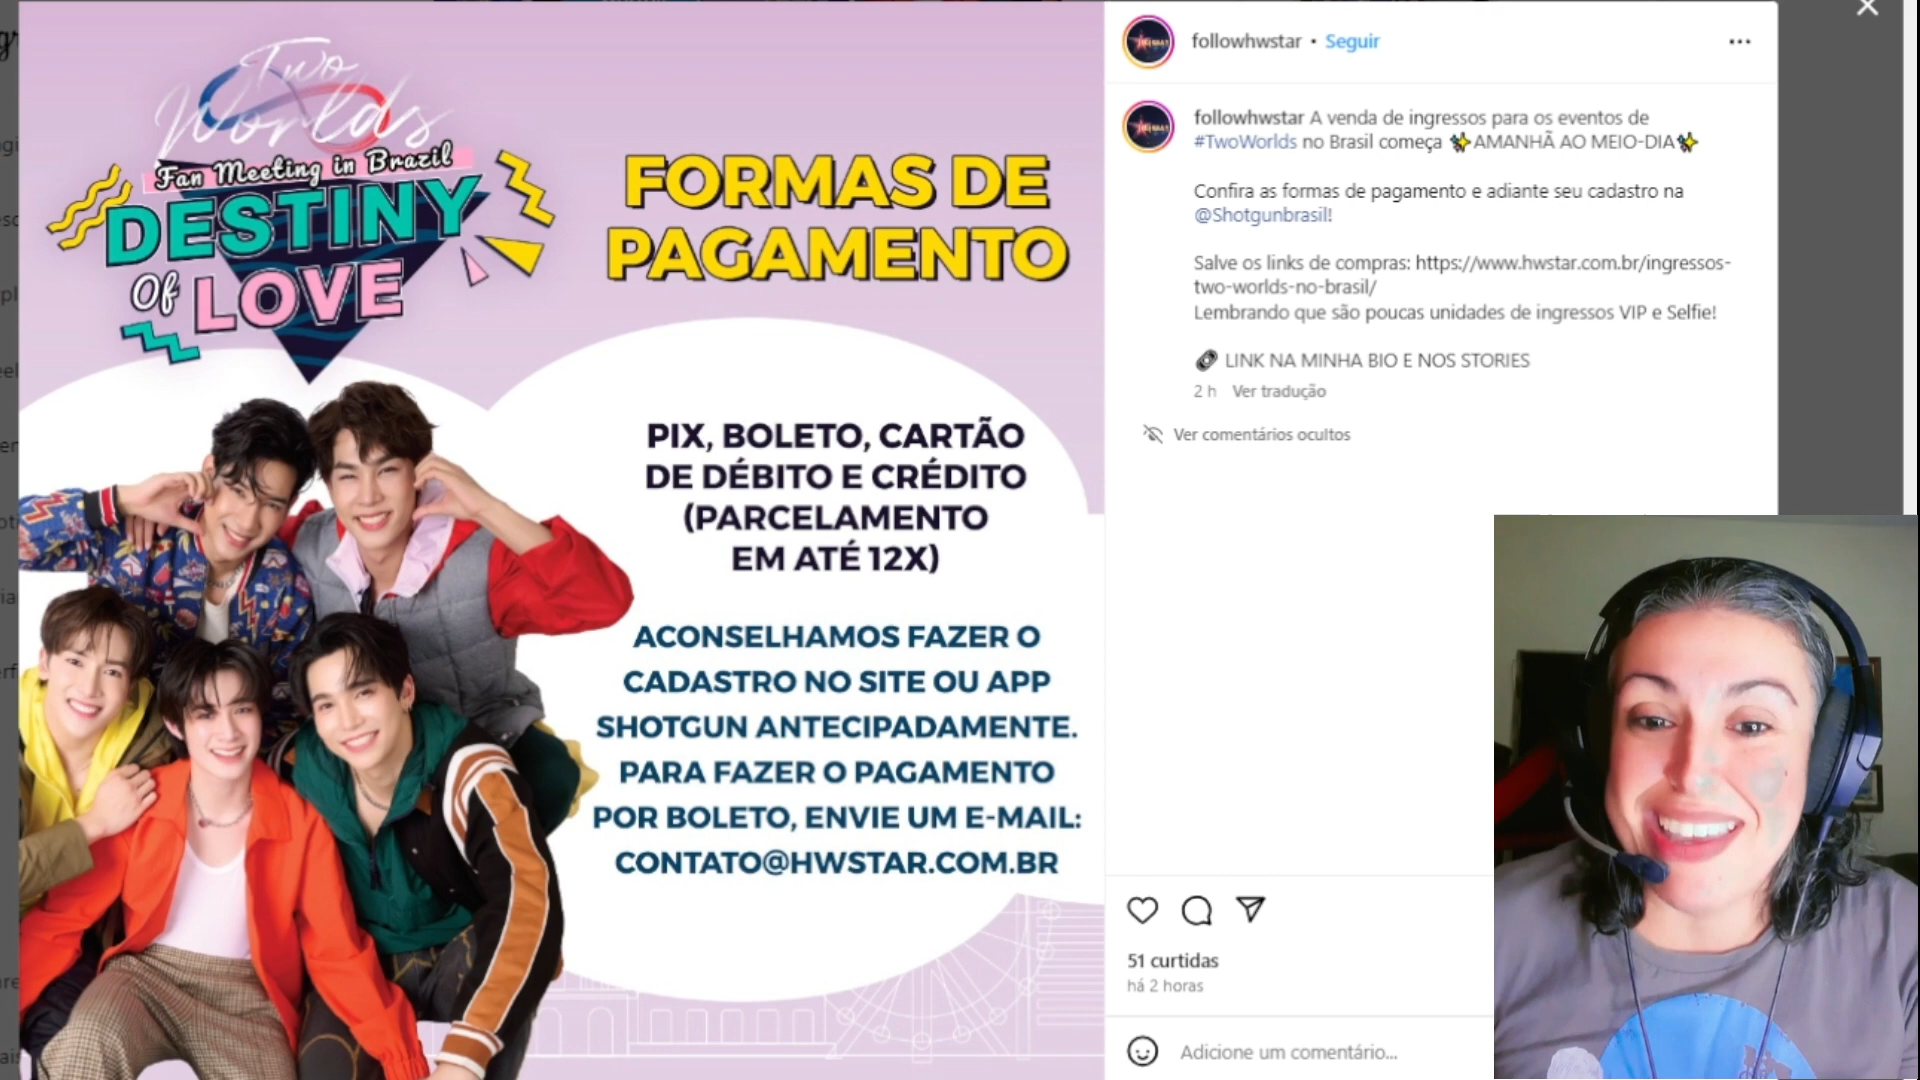 Two
Worlds
Fan Meeting in Brazil
DESTINY
Of LOVE
FORMAS DE
PAGAMENTO
PIX, BOLETO, CARTÃO
DE DÉBITO E CRÉDITO
(PARCELAMENTO
EM ATÉ 12X)
ACONSELHAMOS FAZER O
CADASTRO NO SITE OU APP
SHOTGUN ANTECIPADAMENTE.
PARA FAZER O PAGAMENTO
POR BOLETO, ENVIE UM E-MAIL:
CONTATO@HWSTAR.COM.BR
followhwstar • Seguir
followhwstar A venda de ingressos para os eventos de
#TwoWorlds no Brasil começa ✨AMANHÃ AO MEIO-DIA✨
Confira as formas de pagamento e adiante seu cadastro na
@Shotgunbrasil!
Salve os links de compras: https://www.hwstar.com.br/ingressos-
two-worlds-no-brasil/
Lembrando que são poucas unidades de ingressos VIP e Selfie!
LINK NA MINHA BIO E NOS STORIES
2 h Ver tradução
Ver comentários ocultos
51 curtidas
há 2 horas
Adicione um comentário...